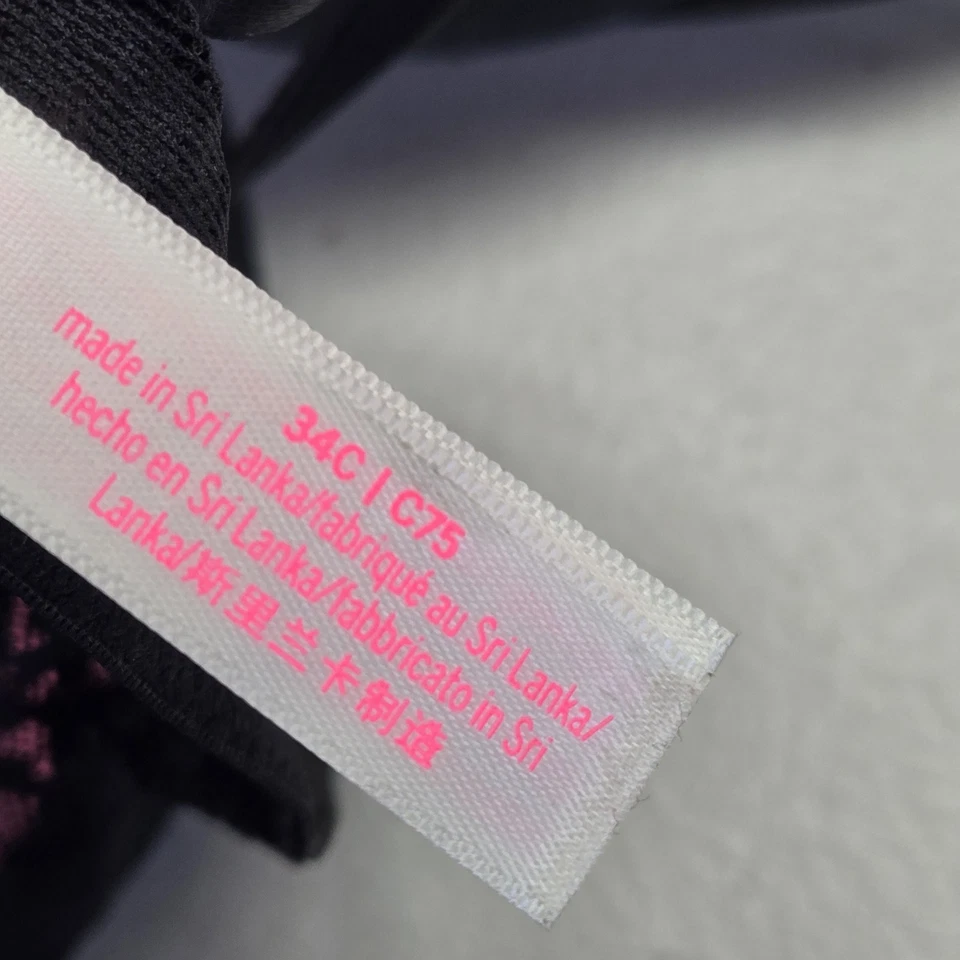 34C | C75
made in Sri Lanka/fabriqué au Sri Lanka/
hecho en Sri Lanka/fabbricato in Sri
Lanka/斯里兰卡制造